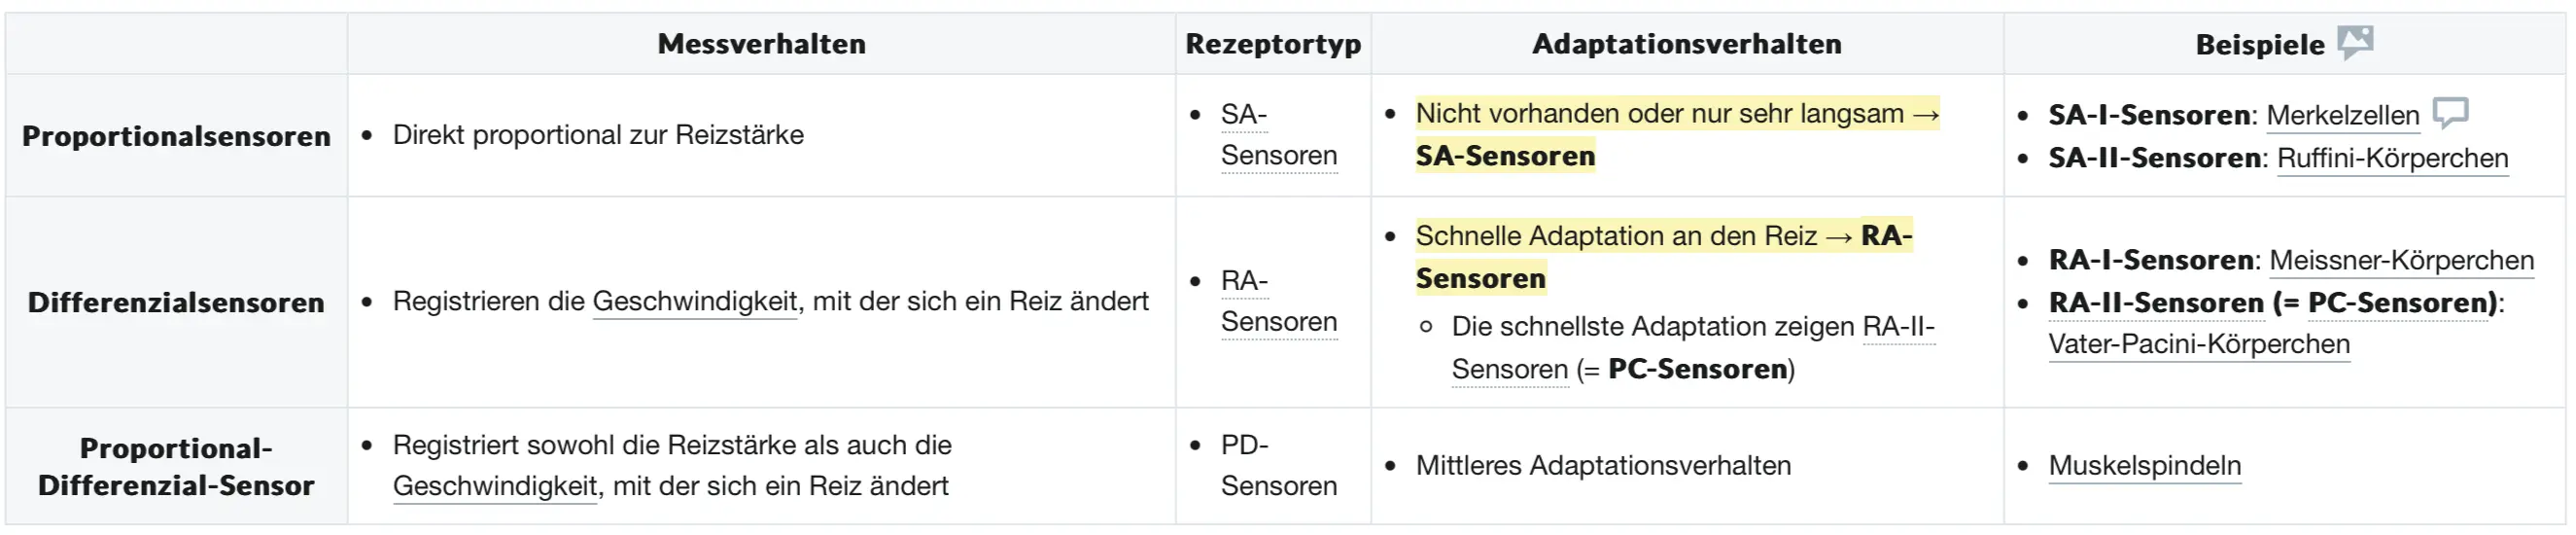 Messverhalten
Rezeptortyp
Adaptationsverhalten
Beispiele
Proportionalsensoren
• Direkt proportional zur Reizstärke
• SA-
Sensoren
• Nicht vorhanden oder nur sehr langsam →
SA-Sensoren
• SA-I-Sensoren: Merkelzellen
• SA-II-Sensoren: Ruffini-Körperchen
Differenzialsensoren
• Registrieren die Geschwindigkeit, mit der sich ein Reiz ändert
• RA-
Sensoren
• Schnelle Adaptation an den Reiz → RA-
Sensoren
◦ Die schnellste Adaptation zeigen RA-II-
Sensoren (= PC-Sensoren)
• RA-I-Sensoren: Meissner-Körperchen
• RA-II-Sensoren (= PC-Sensoren):
Vater-Pacini-Körperchen
Proportional-
Differenzial-Sensor
• Registriert sowohl die Reizstärke als auch die
Geschwindigkeit, mit der sich ein Reiz ändert
• PD-
Sensoren
• Mittleres Adaptationsverhalten
• Muskelspindeln